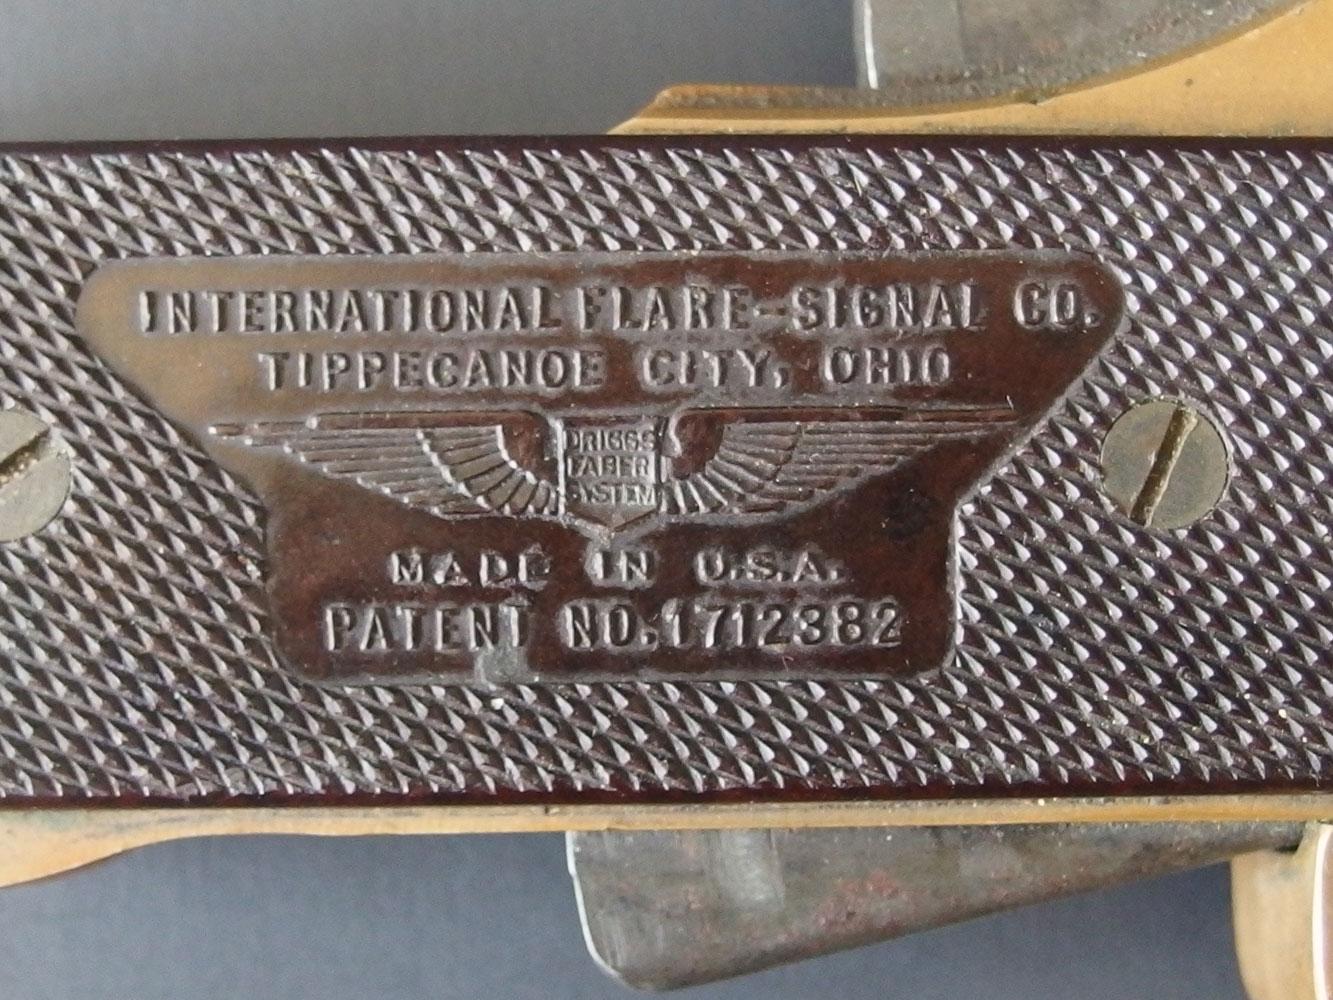 INTERNATIONAL FLARE-SIGNAL CO.
TIPPECANOE CITY, OHIO
DRIGGS
FABER
SYSTEM
MADE IN U.S.A.
PATENT NO. 1712382